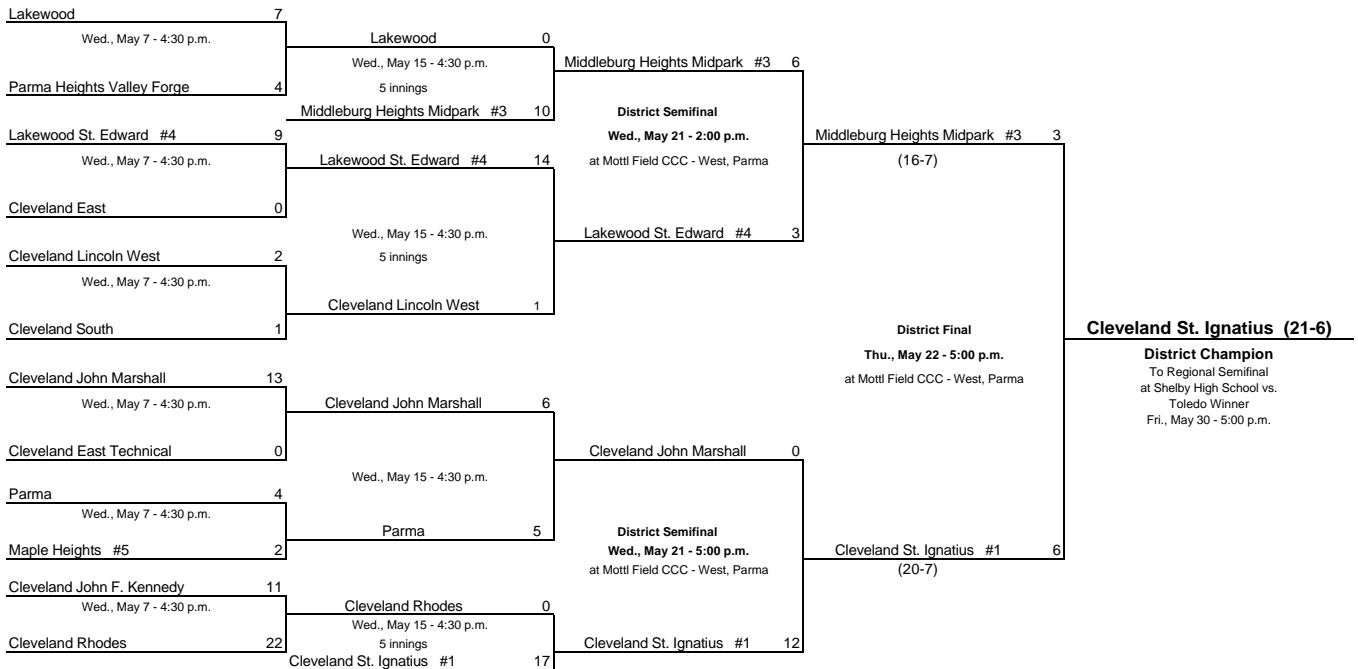 Lakewood 7
Wed., May 7 - 4:30 p.m.
Parma Heights Valley Forge 4
Lakewood St. Edward #4 9
Wed., May 7 - 4:30 p.m.
Cleveland East 0
Cleveland Lincoln West 2
Wed., May 7 - 4:30 p.m.
Cleveland South 1
Cleveland John Marshall 13
Wed., May 7 - 4:30 p.m.
Cleveland East Technical 0
Parma 4
Wed., May 7 - 4:30 p.m.
Maple Heights #5 2
Cleveland John F. Kennedy 11
Wed., May 7 - 4:30 p.m.
Cleveland Rhodes 22
Lakewood 0
Wed., May 15 - 4:30 p.m.
5 innings
Middleburg Heights Midpark #3 10
Lakewood St. Edward #4 14
Wed., May 15 - 4:30 p.m.
5 innings
Cleveland Lincoln West 1
Cleveland John Marshall 6
Wed., May 15 - 4:30 p.m.
Parma 5
Cleveland Rhodes 0
Wed., May 15 - 4:30 p.m.
5 innings
Cleveland St. Ignatius #1 17
Middleburg Heights Midpark #3 6
District Semifinal
Wed., May 21 - 2:00 p.m.
at Mottl Field CCC - West, Parma
Lakewood St. Edward #4 3
Cleveland John Marshall 0
District Semifinal
Wed., May 21 - 5:00 p.m.
at Mottl Field CCC - West, Parma
Cleveland St. Ignatius #1 12
Middleburg Heights Midpark #3 3
(16-7)
District Final
Thu., May 22 - 5:00 p.m.
at Mottl Field CCC - West, Parma
Cleveland St. Ignatius #1 6
(20-7)
Cleveland St. Ignatius (21-6)
District Champion
To Regional Semifinal
at Shelby High School vs.
Toledo Winner
Fri., May 30 - 5:00 p.m.